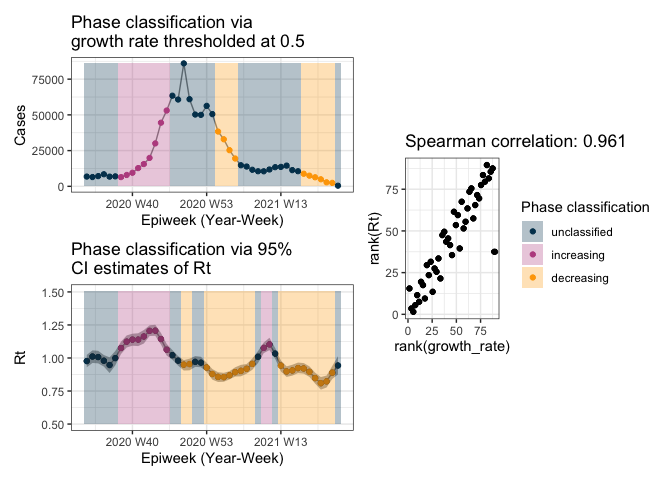 Phase classification via
growth rate thresholded at 0.5
75000
50000
25000
0
Cases
2020 W40
2020 W53
2021 W13
Epiweek (Year-Week)
Phase classification via 95%
CI estimates of Rt
1.50
1.25
1.00
0.75
0.50
Rt
2020 W40
2020 W53
2021 W13
Epiweek (Year-Week)
Spearman correlation: 0.961
75
50
25
0
rank(Rt)
0
25
50
75
rank(growth_rate)
Phase classification
unclassified
increasing
decreasing